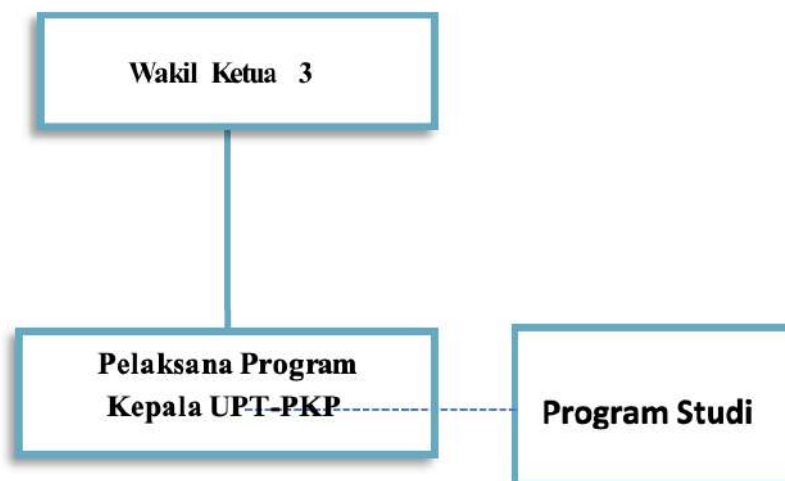 Wakil Ketua 3
Pelaksana Program
Kepala UPT-PKP
Program Studi